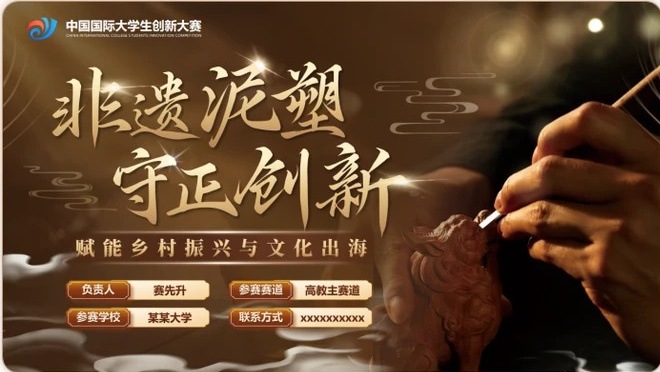 中国国际大学生创新大赛
CHINA INTERNATIONAL COLLEGE STUDENTS' INNOVATION COMPETITION
非遗泥塑
守正创新
赋能乡村振兴与文化出海
负责人 赛先升 参赛赛道 高教主赛道
参赛学校 某某大学 联系方式 xxxxxxxxxx